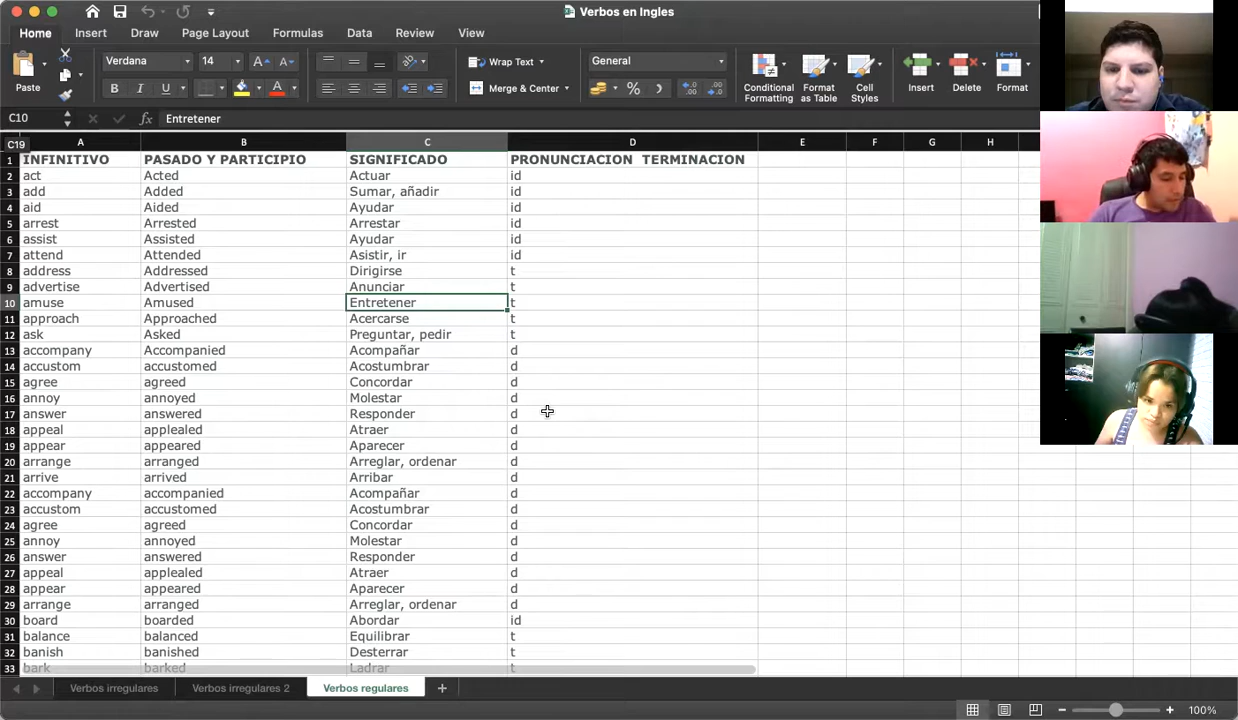 Verbos en Ingles
Home Insert Draw Page Layout Formulas Data Review View
Paste Verdana 14 A A Wrap Text General Conditional Formatting Format as Table Cell Styles Insert Delete Format
B I U A Merge & Center % 
C10 fx Entretener
C19 A B C D E F G H
1 INFINITIVO PASADO Y PARTICIPIO SIGNIFICADO PRONUNCIACION TERMINACION
2 act Acted Actuar id
3 add Added Sumar, añadir id
4 aid Aided Ayudar id
5 arrest Arrested Arrestar id
6 assist Assisted Ayudar id
7 attend Attended Asistir, ir id
8 address Addressed Dirigirse t
9 advertise Advertised Anunciar t
10 amuse Amused Entretener t
11 approach Approached Acercarse t
12 ask Asked Preguntar, pedir t
13 accompany Accompanied Acompañar d
14 accustom accustomed Acostumbrar d
15 agree agreed Concordar d
16 annoy annoyed Molestar d
17 answer answered Responder d
18 appeal applealed Atraer d
19 appear appeared Aparecer d
20 arrange arranged Arreglar, ordenar d
21 arrive arrived Arribar d
22 accompany accompanied Acompañar d
23 accustom accustomed Acostumbrar d
24 agree agreed Concordar d
25 annoy annoyed Molestar d
26 answer answered Responder d
27 appeal applealed Atraer d
28 appear appeared Aparecer d
29 arrange arranged Arreglar, ordenar d
30 board boarded Abordar id
31 balance balanced Equilibrar t
32 banish banished Desterrar t
33 bark barked Ladrar t
Verbos irregulares Verbos irregulares 2 Verbos regulares +
100%